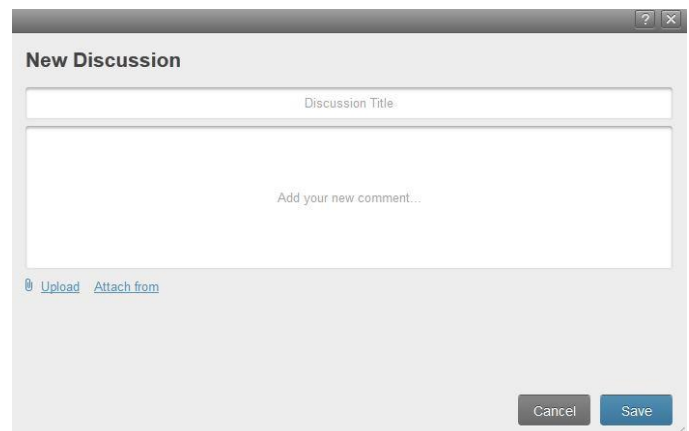 ?
New Discussion
Discussion Title
Add your new comment...
Upload Attach from
Cancel Save